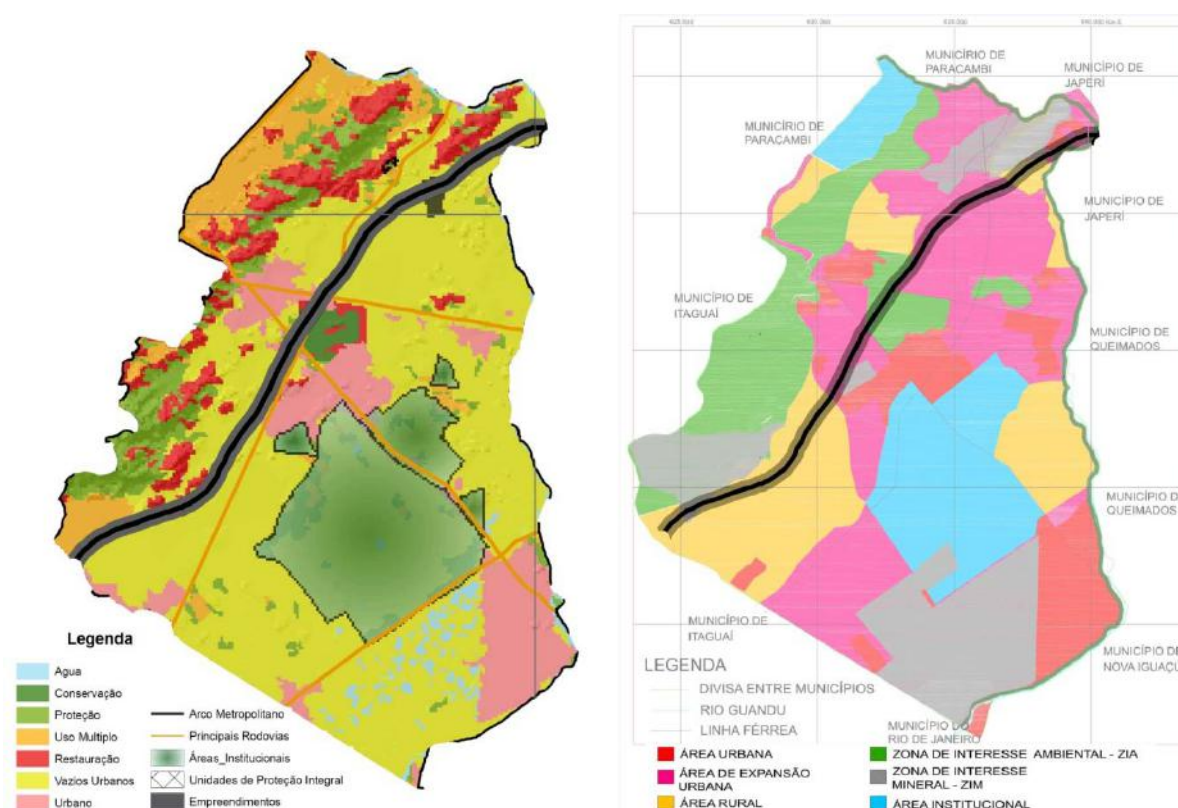 Legenda
Agua
Conservação
Proteção
Uso Multiplo
Restauração
Vazios Urbanos
Urbano
Arco Metropolitano
Principais Rodovias
Áreas_Institucionais
Unidades de Proteção Integral
Empreendimentos
MUNICÍRIO DE
PARACAMBI
MUNICÍPIO DE
JAPERÍ
MUNICÍRIO DE
PARACAMBI
MUNICÍPIO DE
JAPERÍ
MUNICÍPIO DE
ITAGUAÍ
MUNICÍPIO DE
QUEIMADOS
MUNICÍPIO D
QUEIMADOS
MUNICÍPIO DE
ITAGUAÍ
MUNICÍPIO DE
NOVA IGUAÇU
MUNICÍPIO DO
RIO DE JANEIRO
LEGENDA
DIVISA ENTRE MUNICÍPIOS
RIO GUANDU
LINHA FÉRREA
ÁREA URBANA
ÁREA DE EXPANSÃO
URBANA
ÁREA RURAL
ZONA DE INTERESSE AMBIENTAL - ZIA
ZONA DE INTERESSE
MINERAL - ZIM
ÁREA INSTITUCIONAL